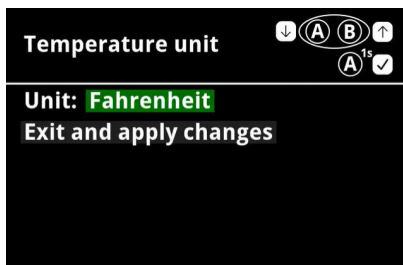 Temperature unit
↓ A B ↑
A 1s ✓
Unit: Fahrenheit
Exit and apply changes